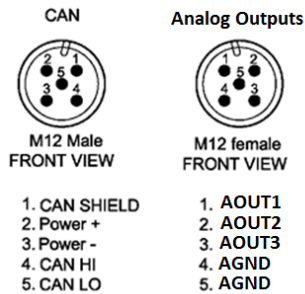 CAN
2 1
5
3 4
M12 Male
FRONT VIEW
1. CAN SHIELD
2. Power +
3. Power -
4. CAN HI
5. CAN LO
Analog Outputs
1 2
5
4 3
M12 female
FRONT VIEW
1. AOUT1
2. AOUT2
3. AOUT3
4. AGND
5. AGND